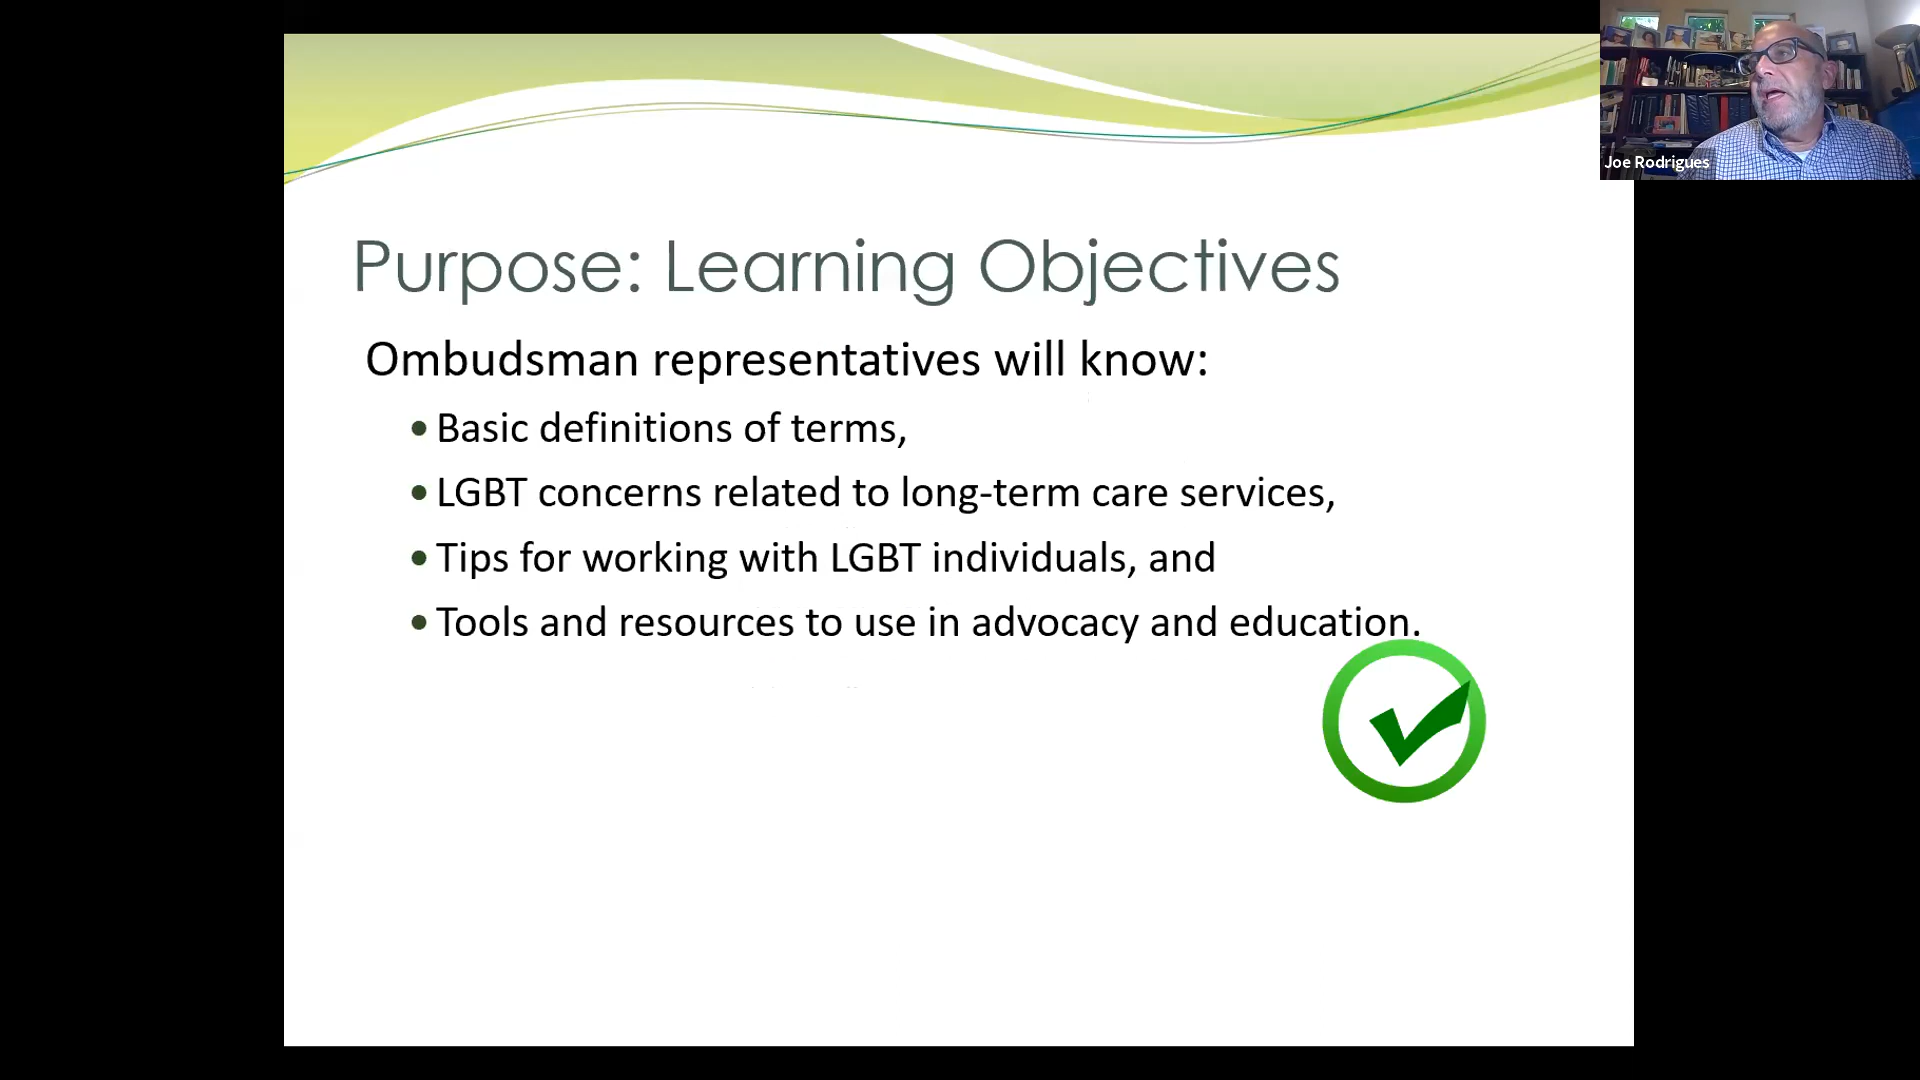 Purpose: Learning Objectives
Ombudsman representatives will know:
• Basic definitions of terms,
• LGBT concerns related to long-term care services,
• Tips for working with LGBT individuals, and
• Tools and resources to use in advocacy and education.
Joe Rodrigues